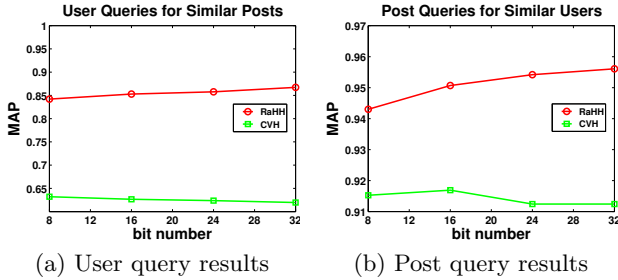 User Queries for Similar Posts
1
0.95
0.9
0.85
0.8
0.75
0.7
0.65
MAP
RaHH
CVH
8 12 16 20 24 28 32
bit number
(a) User query results
Post Queries for Similar Users
0.97
0.96
0.95
0.94
0.93
0.92
0.91
MAP
RaHH
CVH
8 12 16 20 24 28 32
bit number
(b) Post query results